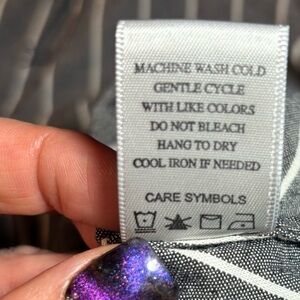 MACHINE WASH COLD
GENTLE CYCLE
WITH LIKE COLORS
DO NOT BLEACH
HANG TO DRY
COOL IRON IF NEEDED
CARE SYMBOLS